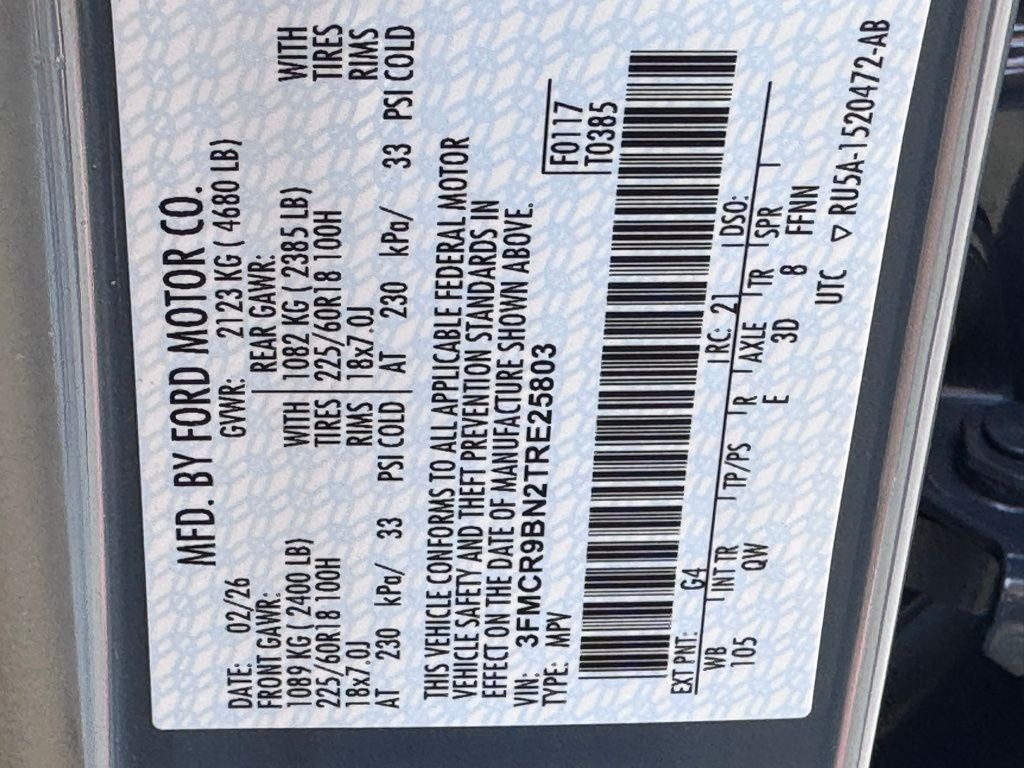 MFD. BY FORD MOTOR CO.
DATE: 02/26 GVWR: 2123 KG ( 4680 LB)
FRONT GAWR: REAR GAWR:
1089 KG ( 2400 LB) WITH 1082 KG ( 2385 LB) WITH
225/60R18 100H TIRES 225/60R18 100H TIRES
18x7.0J RIMS 18x7.0J RIMS
AT 230 kPa/ 33 PSI COLD AT 230 kPa/ 33 PSI COLD
THIS VEHICLE CONFORMS TO ALL APPLICABLE FEDERAL MOTOR
VEHICLE SAFETY AND THEFT PREVENTION STANDARDS IN
EFFECT ON THE DATE OF MANUFACTURE SHOWN ABOVE.
VIN: 3FMCR9BN2TRE25803
TYPE: MPV
F0117
T0385
EXT PNT: G4 RC: 21 DSO:
WB INT TR TP/PS R AXLE TR SPR
105 QW E 3D 8 FFNN
UTC ▽ RU5A-1520472-AB